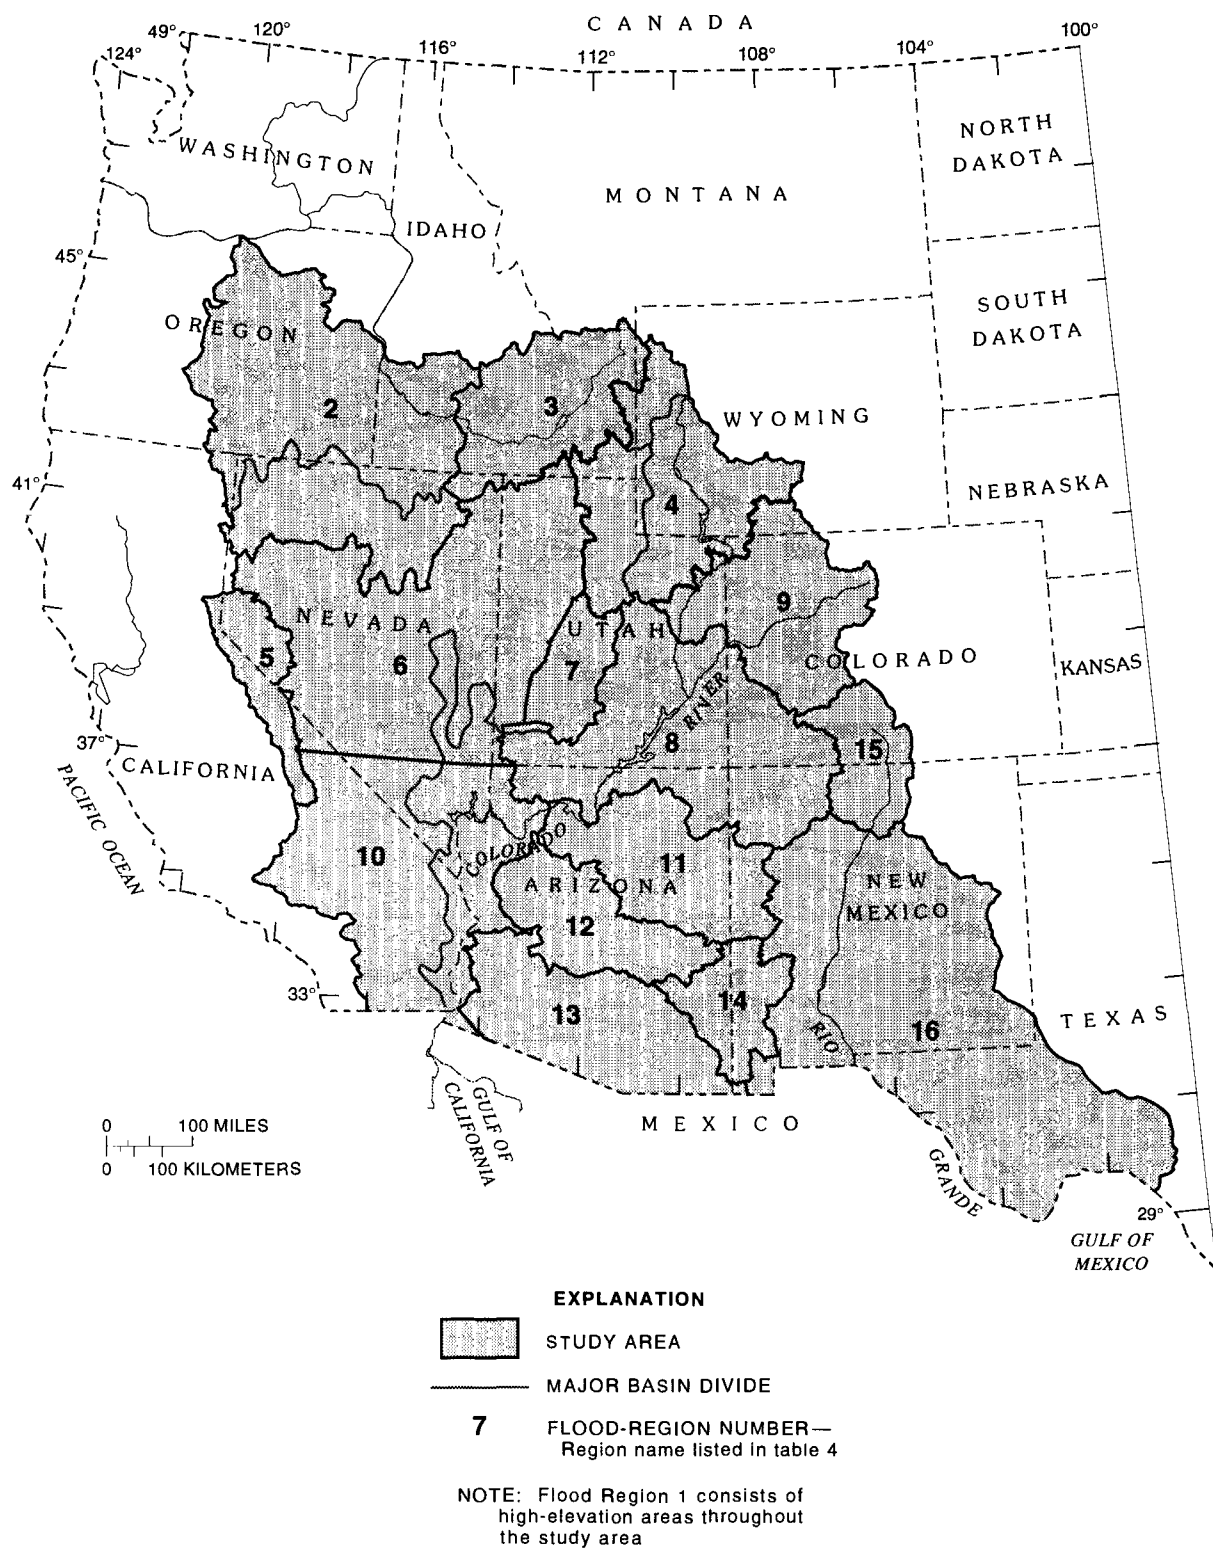 CANADA
49°
124°
120°
116°
112°
108°
104°
100°
WASHINGTON
IDAHO
MONTANA
NORTH
DAKOTA
45°
OREGON
SOUTH
DAKOTA
2
3
WYOMING
41°
4
NEBRASKA
NEVADA
UTAH
9
5
6
7
COLORADO
KANSAS
RIVER
8
15
37°
CALIFORNIA
PACIFIC OCEAN
COLORADO
10
11
ARIZONA
12
NEW
MEXICO
33°
13
14
RIO
16
TEXAS
GULF OF
CALIFORNIA
MEXICO
GRANDE
29°
GULF OF
MEXICO
0 100 MILES
0 100 KILOMETERS
EXPLANATION
STUDY AREA
MAJOR BASIN DIVIDE
7 FLOOD-REGION NUMBER—
Region name listed in table 4
NOTE: Flood Region 1 consists of
high-elevation areas throughout
the study area